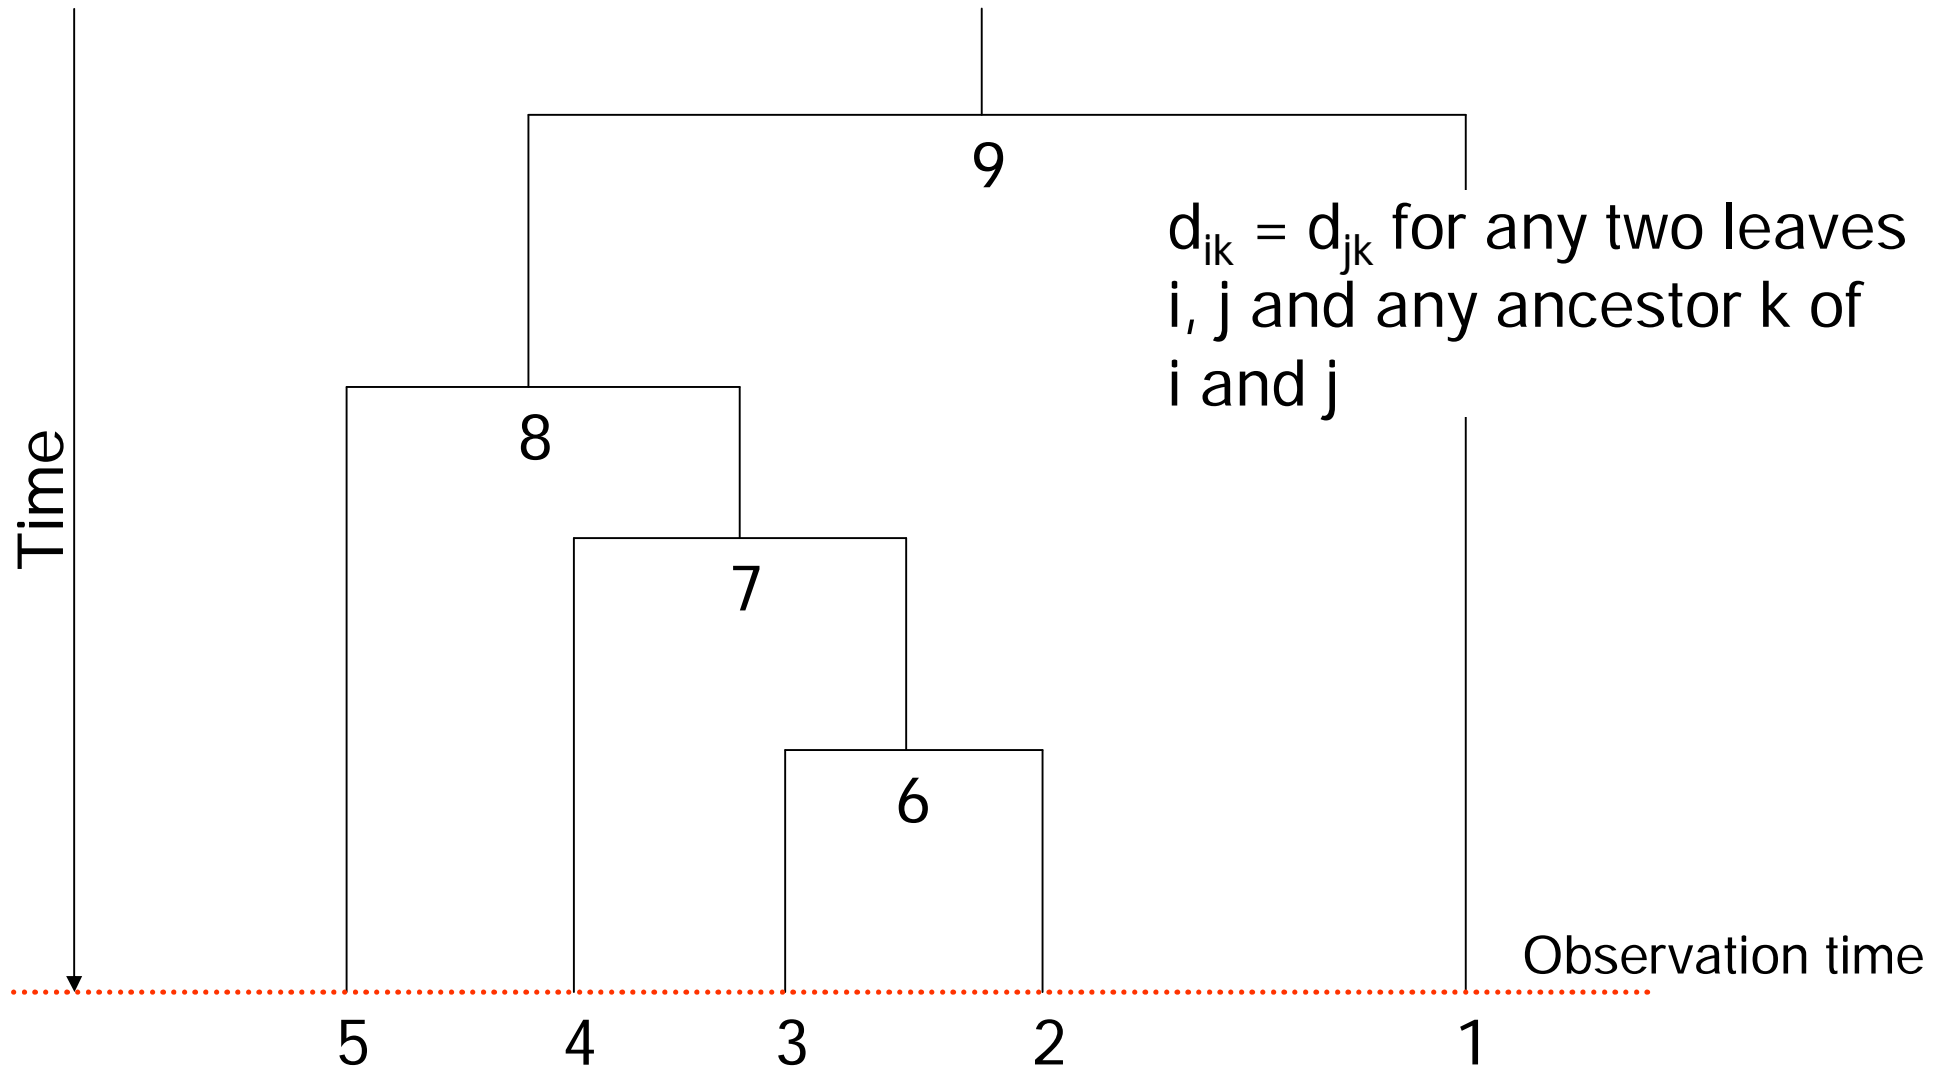 9
d_ik = d_jk for any two leaves
i, j and any ancestor k of
i and j
8
Time
7
6
Observation time
5 4 3 2 1